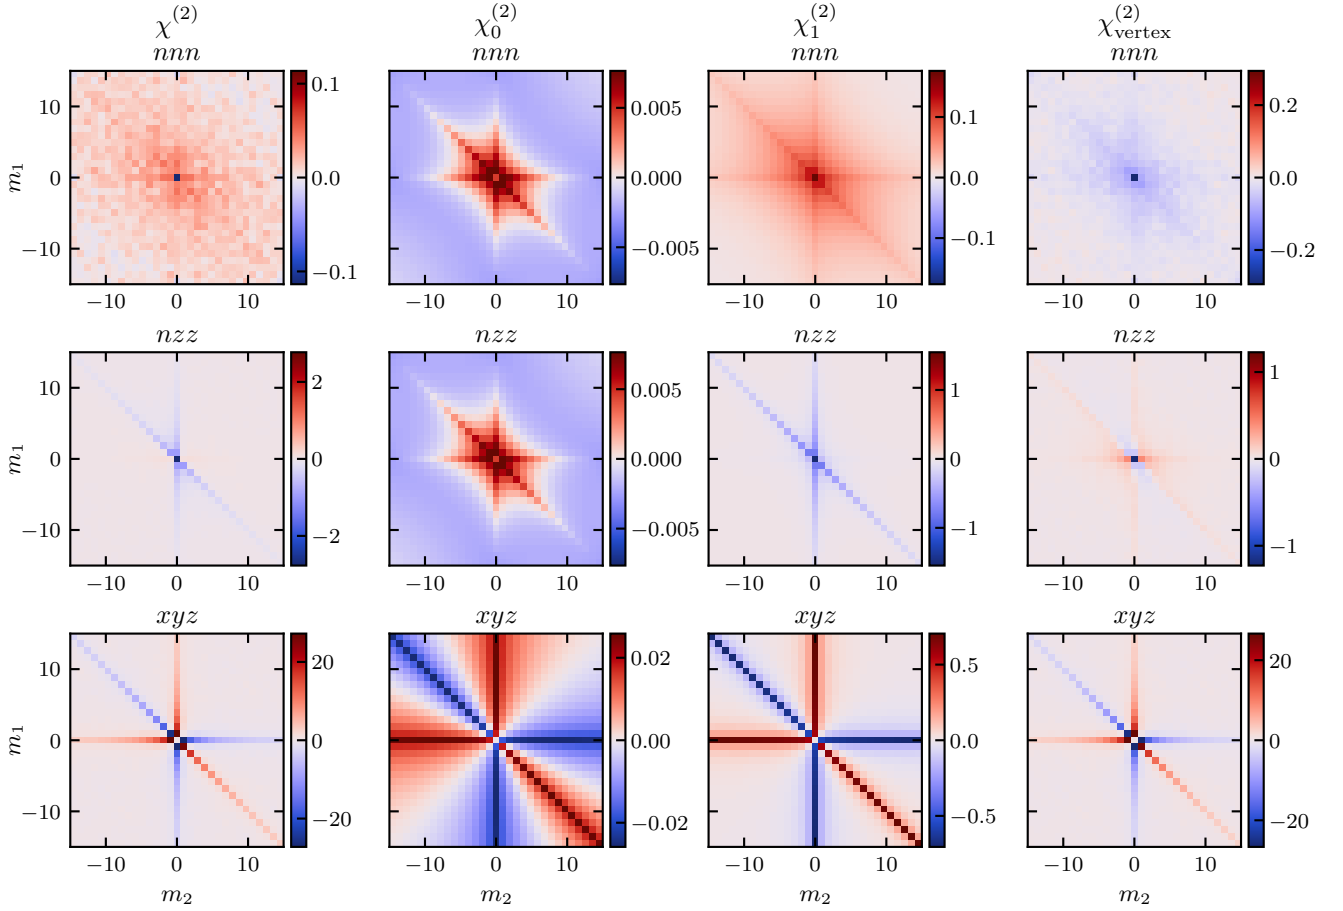 χ^(2) χ_0^(2) χ_1^(2) χ_vertex^(2)
nnn nnn nnn nnn
10 0 −10 m_1
−10 0 10 −10 0 10 −10 0 10 −10 0 10
0.1 0.0 −0.1
0.005 0.000 −0.005
0.1 0.0 −0.1
0.2 0.0 −0.2
nzz nzz nzz nzz
10 0 −10 m_1
−10 0 10 −10 0 10 −10 0 10 −10 0 10
2 0 −2
0.005 0.000 −0.005
1 0 −1
1 0 −1
xyz xyz xyz xyz
10 0 −10 m_1
−10 0 10 −10 0 10 −10 0 10 −10 0 10
20 0 −20
0.02 0.00 −0.02
0.5 0.0 −0.5
20 0 −20
m_2 m_2 m_2 m_2